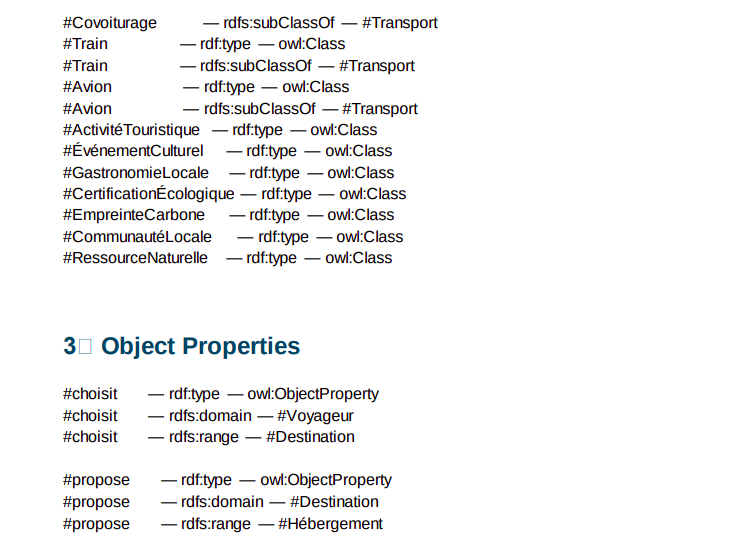 #Covoiturage — rdfs:subClassOf — #Transport
#Train — rdf:type — owl:Class
#Train — rdfs:subClassOf — #Transport
#Avion — rdf:type — owl:Class
#Avion — rdfs:subClassOf — #Transport
#ActivitéTouristique — rdf:type — owl:Class
#ÉvénementCulturel — rdf:type — owl:Class
#GastronomieLocale — rdf:type — owl:Class
#CertificationÉcologique — rdf:type — owl:Class
#EmpreinteCarbone — rdf:type — owl:Class
#CommunautéLocale — rdf:type — owl:Class
#RessourceNaturelle — rdf:type — owl:Class
3 Object Properties
#choisit — rdf:type — owl:ObjectProperty
#choisit — rdfs:domain — #Voyageur
#choisit — rdfs:range — #Destination
#propose — rdf:type — owl:ObjectProperty
#propose — rdfs:domain — #Destination
#propose — rdfs:range — #Hébergement